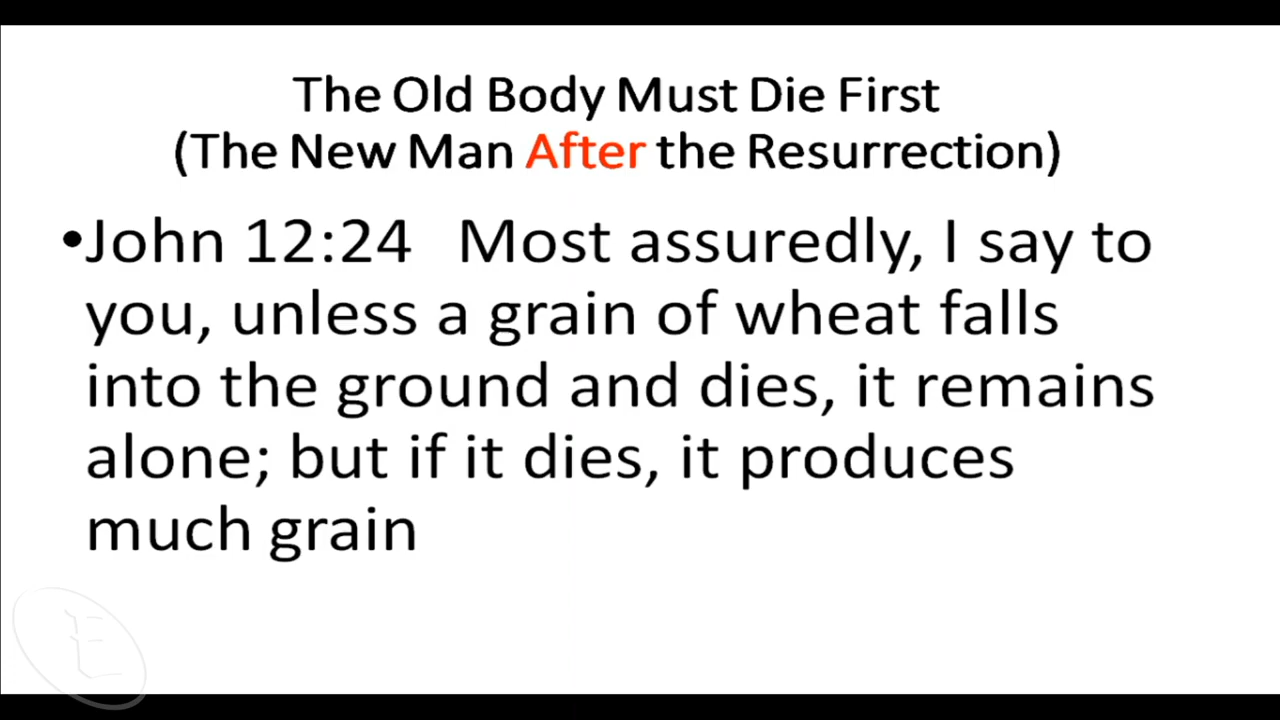 The Old Body Must Die First
(The New Man After the Resurrection)
•John 12:24 Most assuredly, I say to
you, unless a grain of wheat falls
into the ground and dies, it remains
alone; but if it dies, it produces
much grain